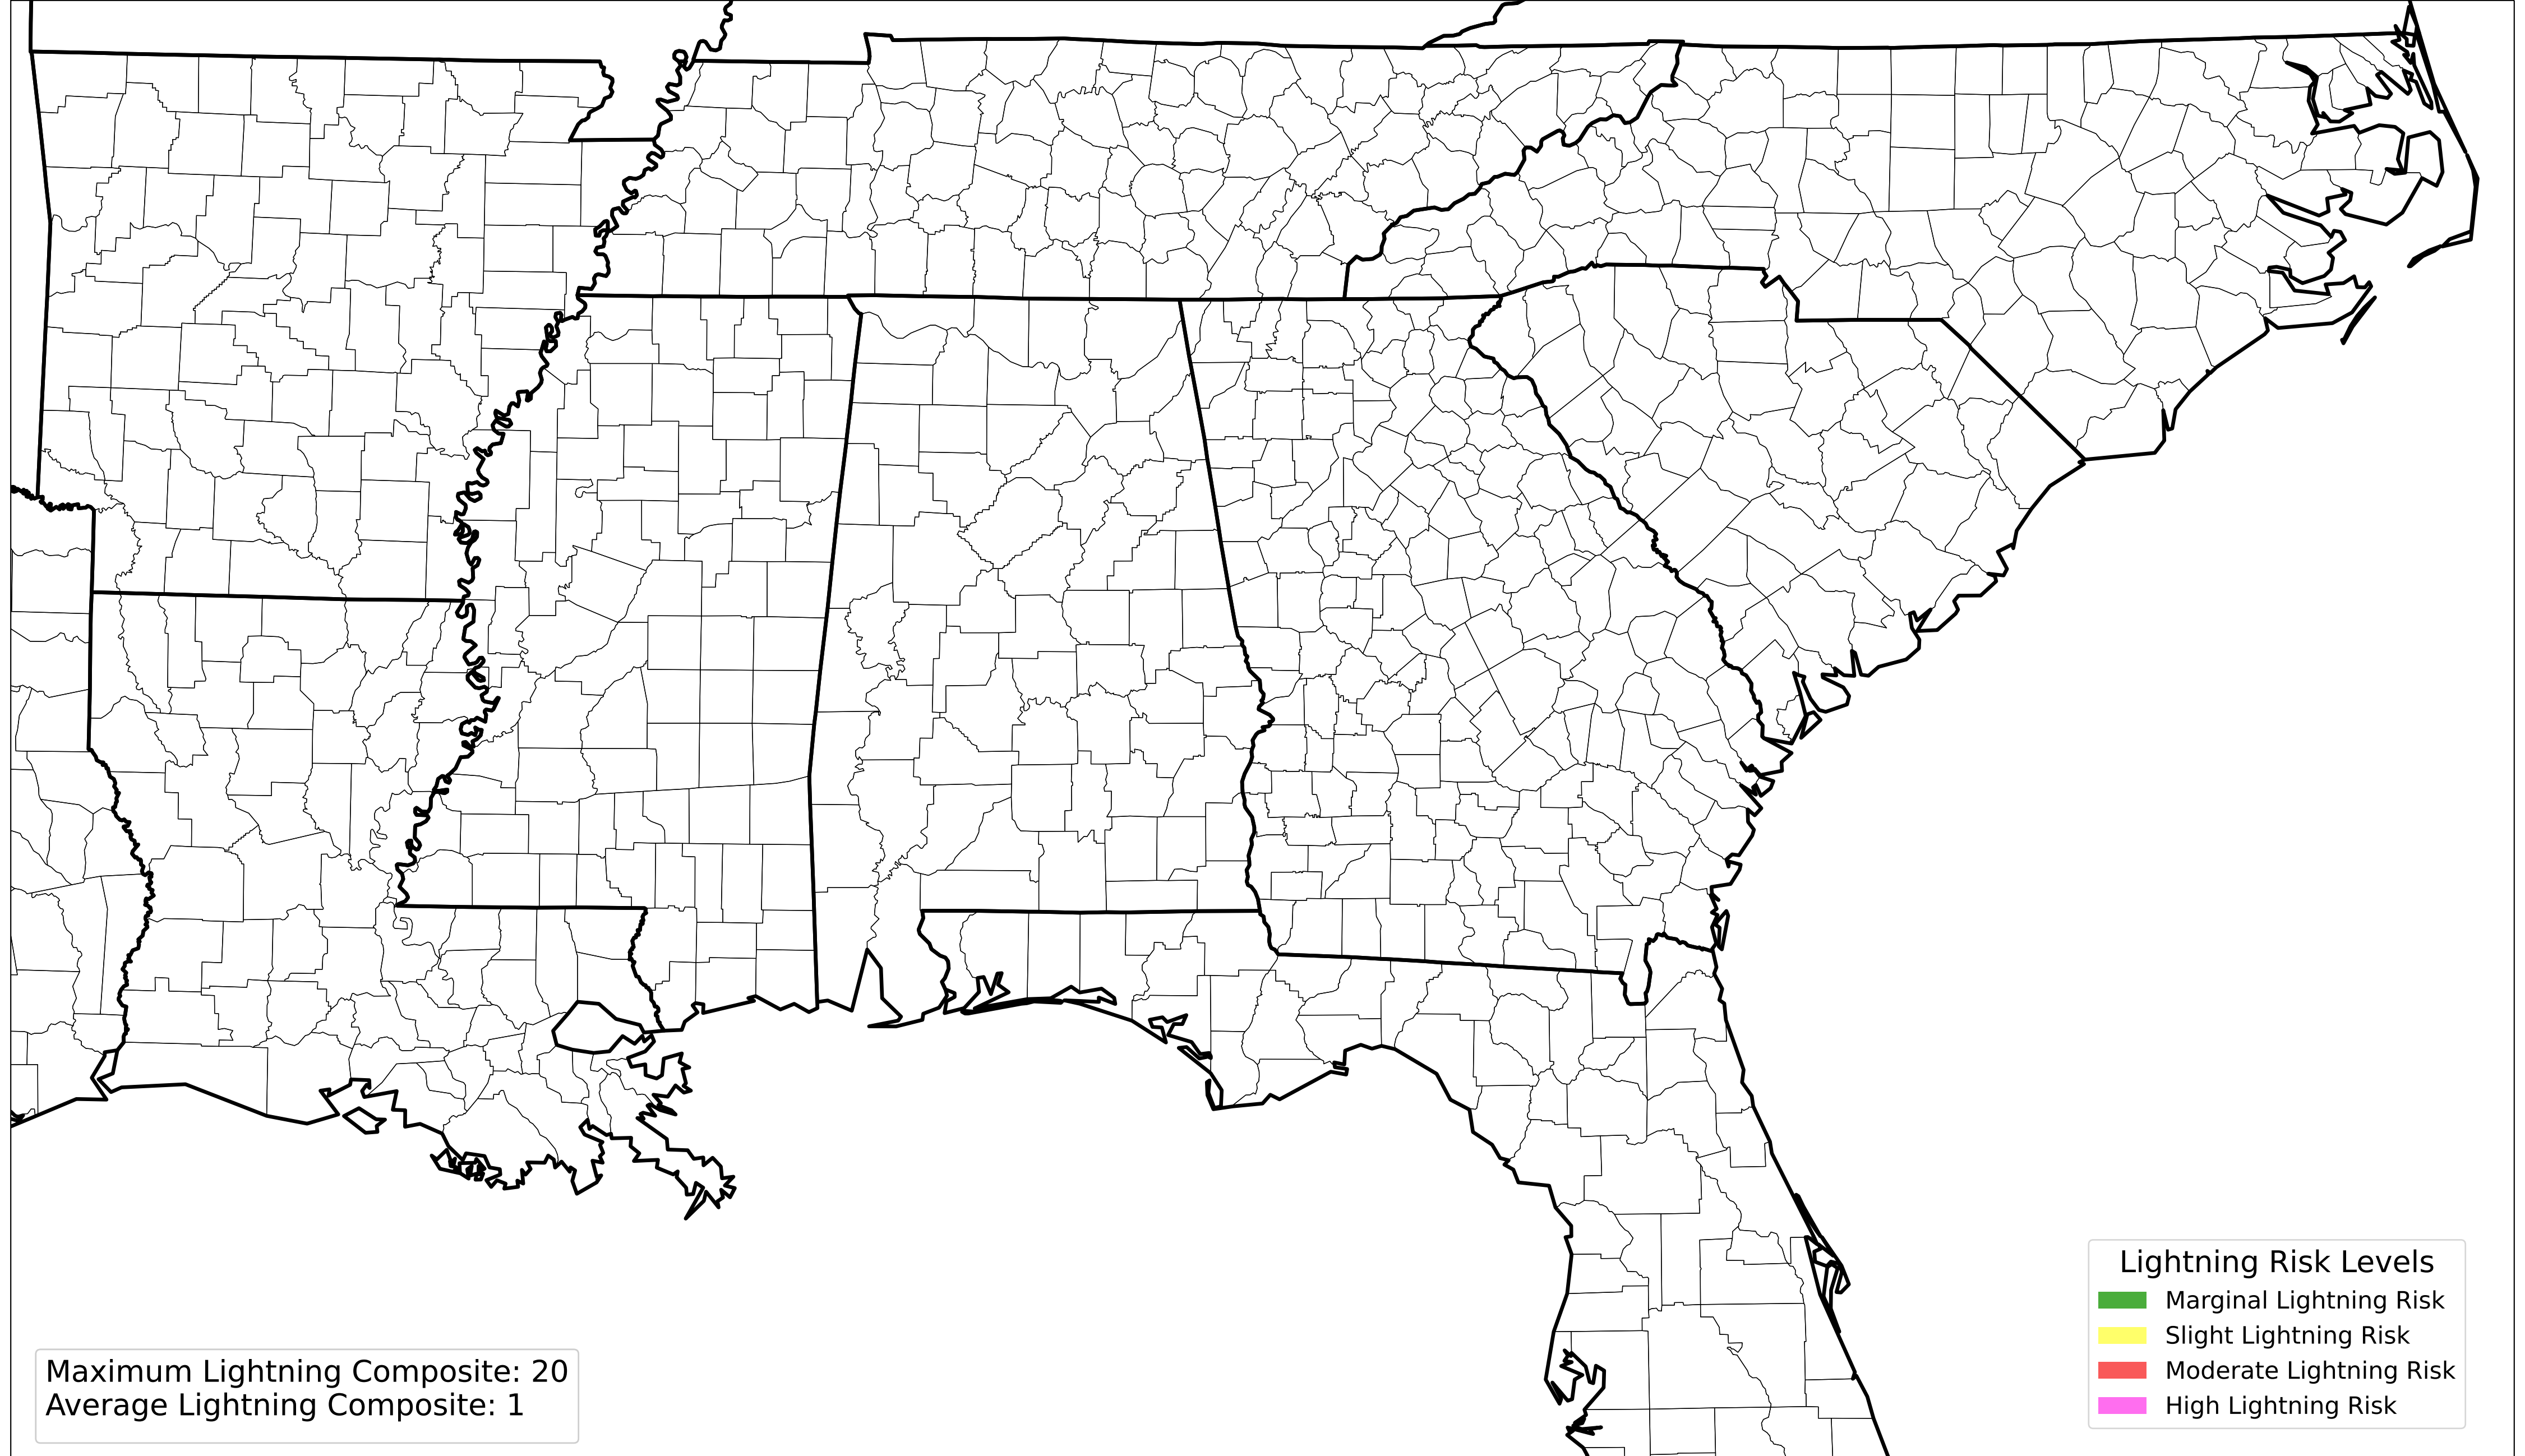 Maximum Lightning Composite: 20
Average Lightning Composite: 1
Lightning Risk Levels
Marginal Lightning Risk
Slight Lightning Risk
Moderate Lightning Risk
High Lightning Risk